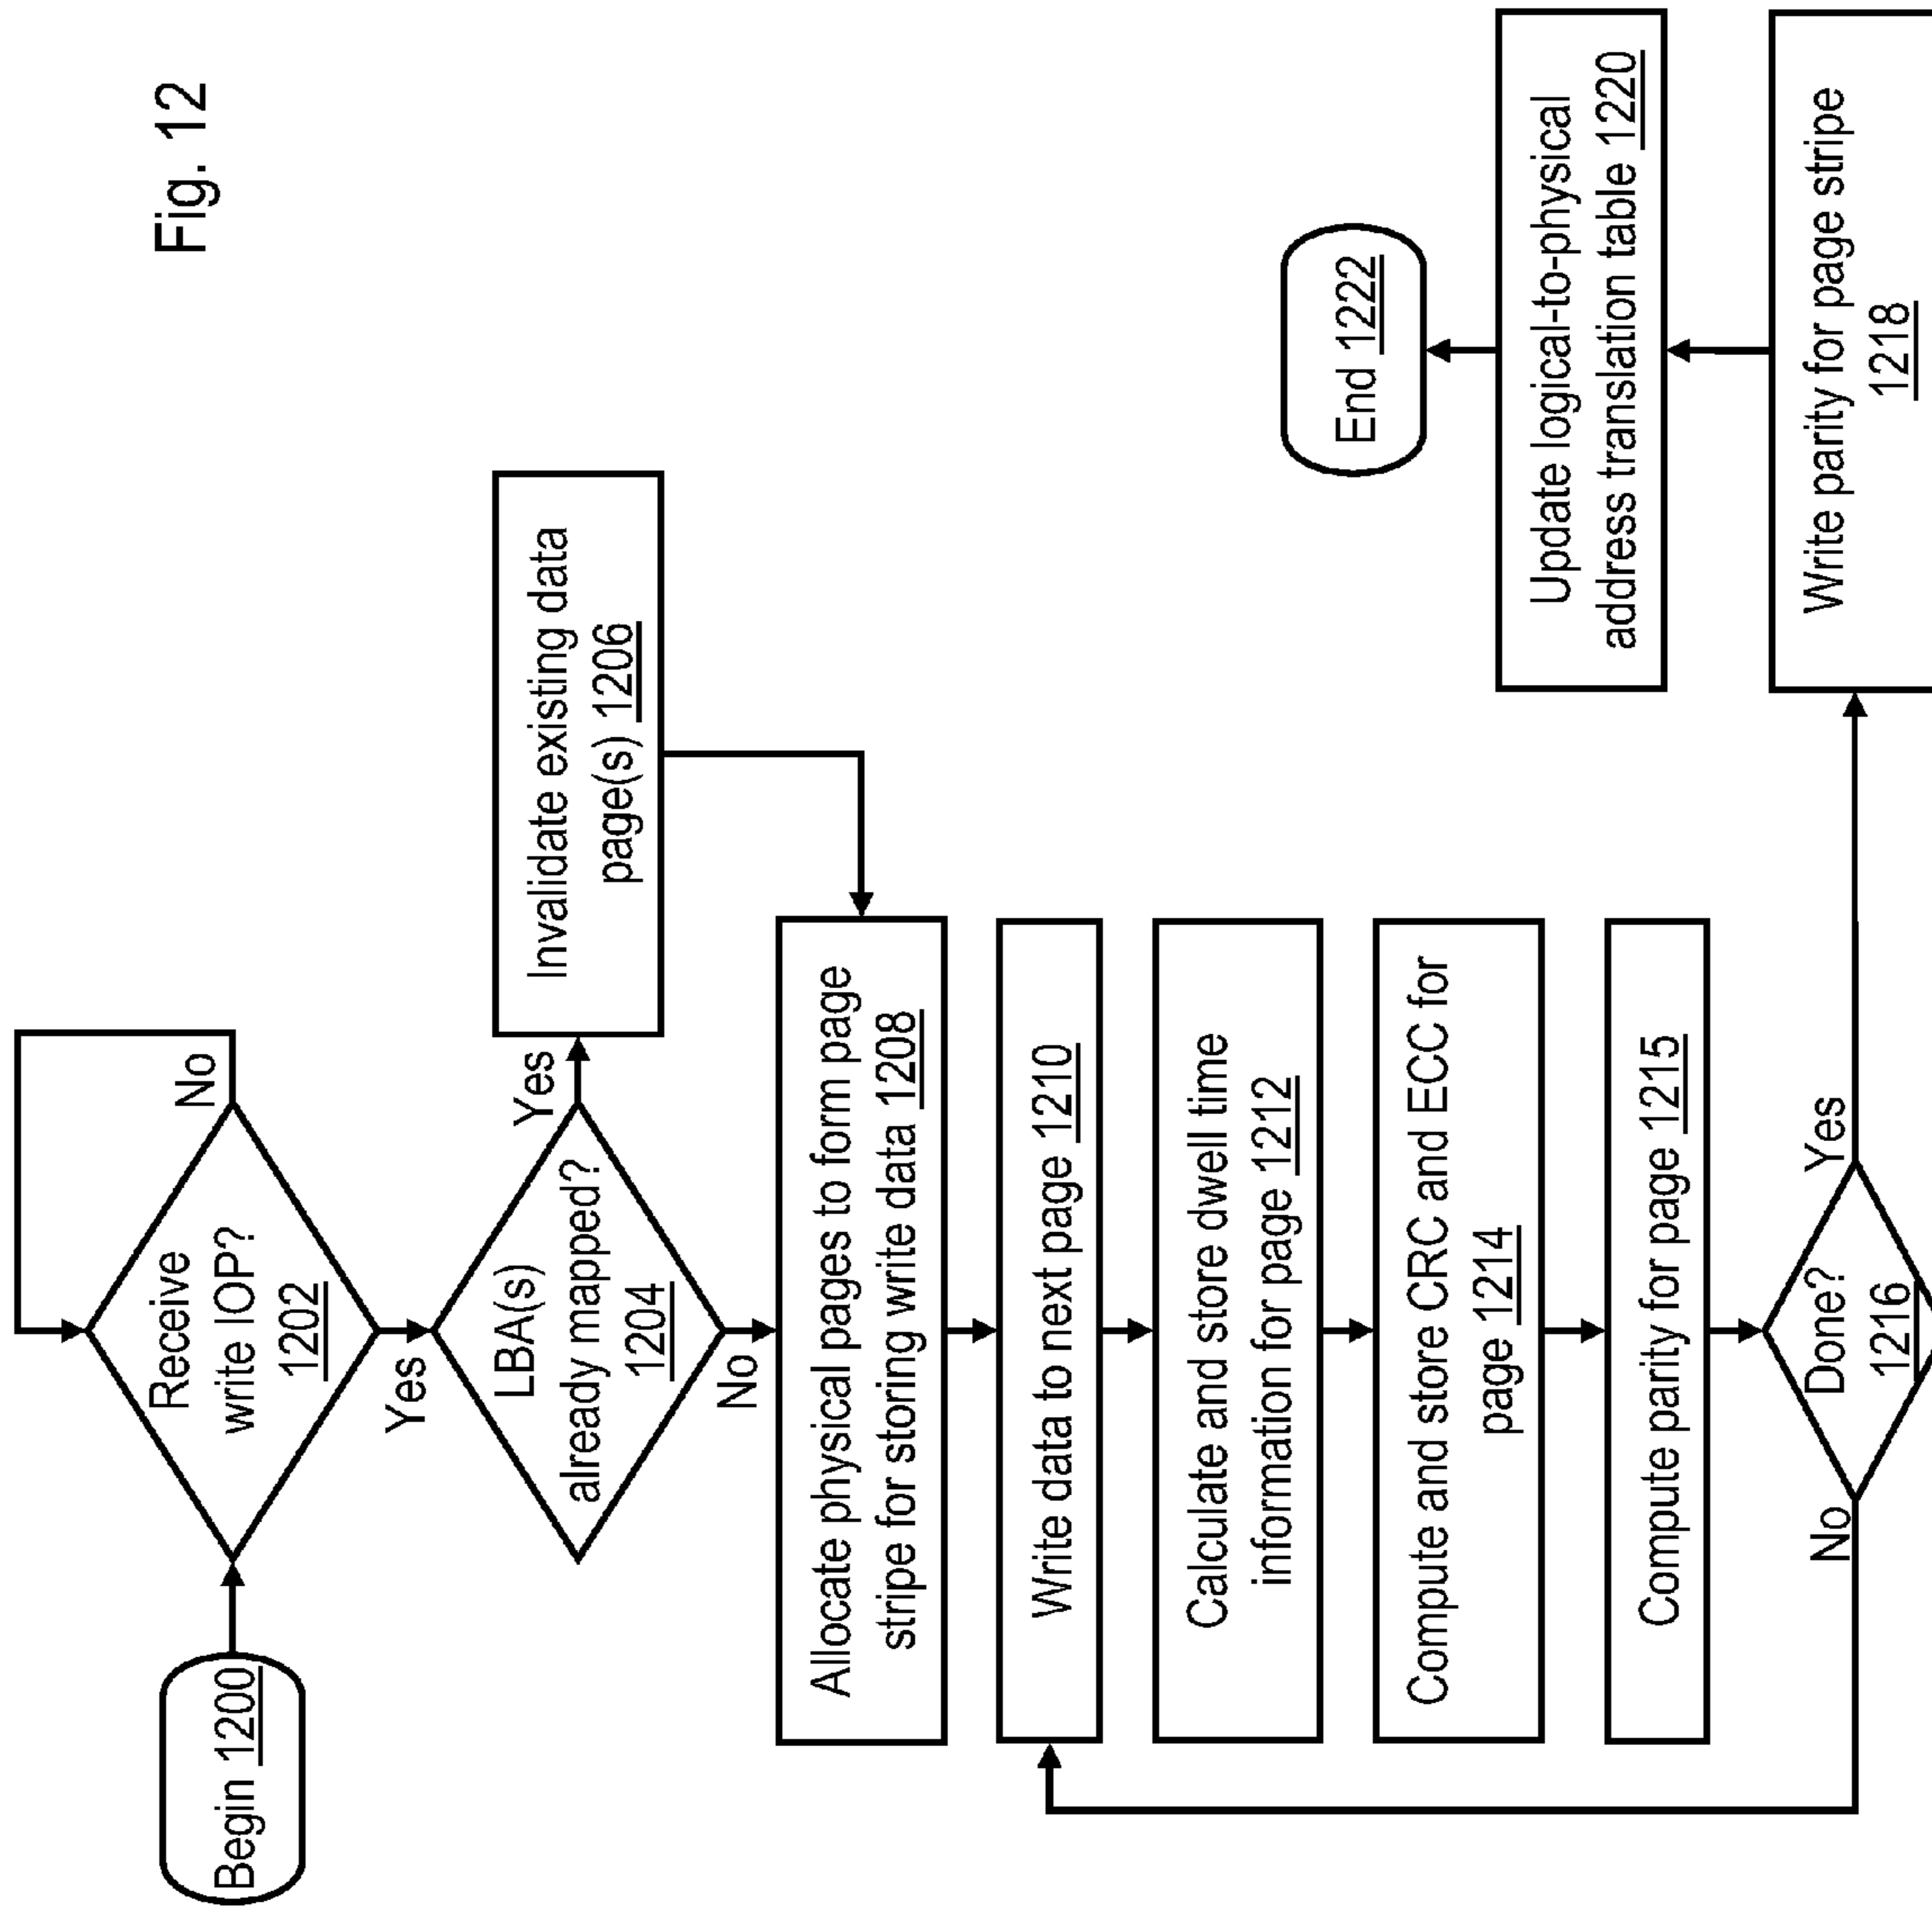 Fig. 12
Begin 1200
Receive
write IOP?
1202
No
Yes
LBA(s)
already mapped?
1204
Yes
No
Invalidate existing data
page(s) 1206
Allocate physical pages to form page
stripe for storing write data 1208
Write data to next page 1210
Calculate and store dwell time
information for page 1212
Compute and store CRC and ECC for
page 1214
Compute parity for page 1215
Done?
1216
No
Yes
Write parity for page stripe
1218
Update logical-to-physical
address translation table 1220
End 1222